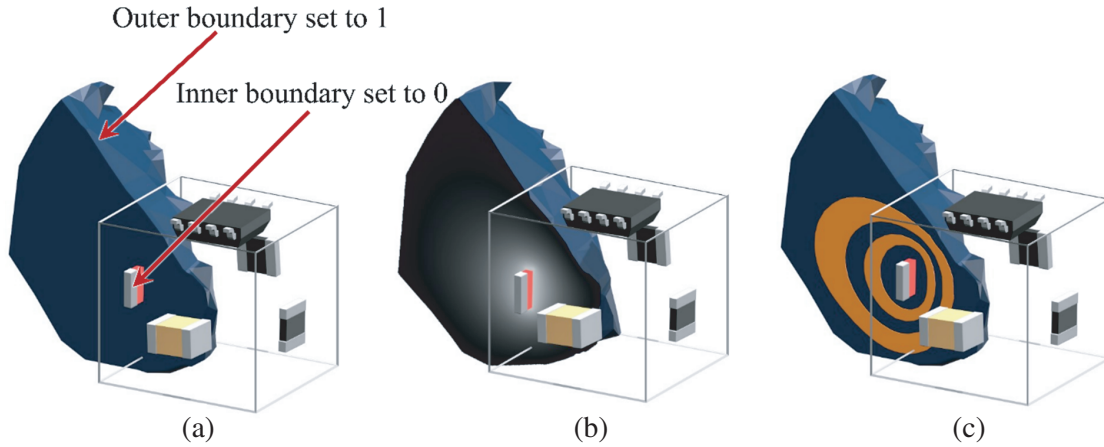 Outer boundary set to 1
Inner boundary set to 0
(a)
(b)
(c)